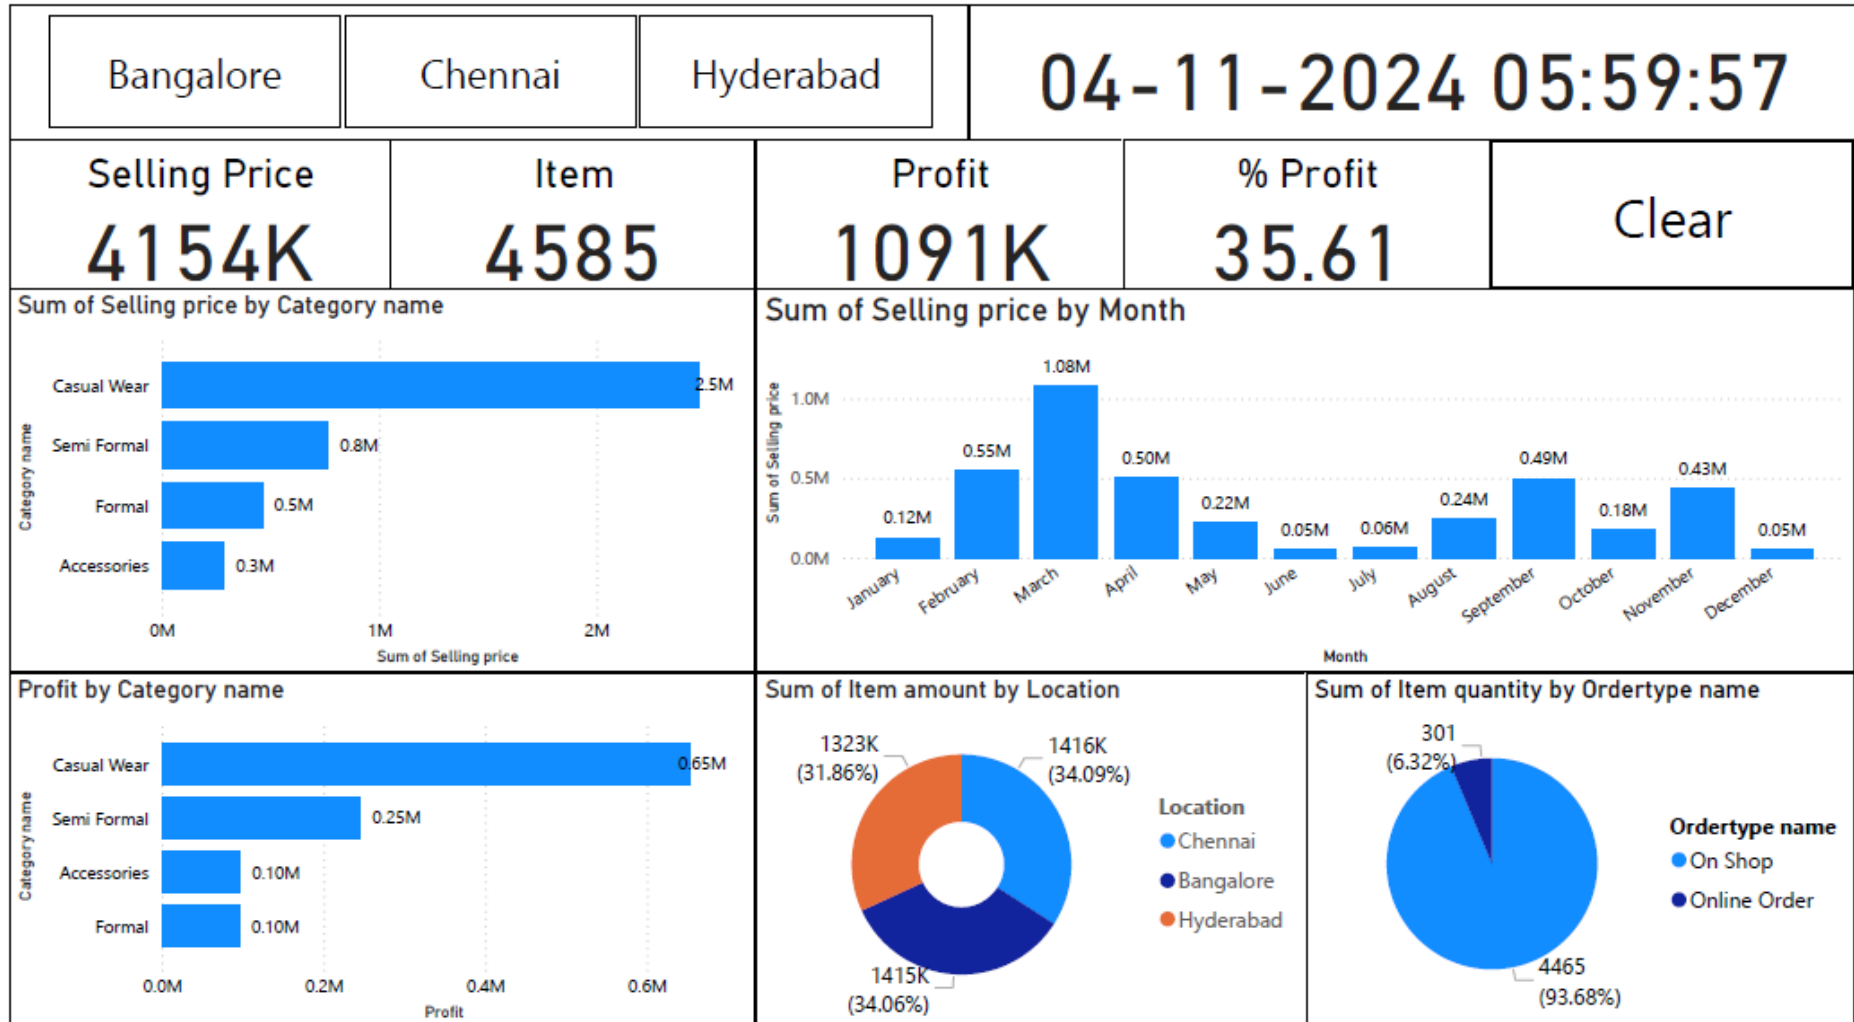 Bangalore
Chennai
Hyderabad
04-11-2024 05:59:57
Selling Price
4154K
Item
4585
Profit
1091K
% Profit
35.61
Clear
Sum of Selling price by Category name
Category name
Casual Wear
2.5M
Semi Formal
0.8M
Formal
0.5M
Accessories
0.3M
0M
1M
2M
Sum of Selling price
Sum of Selling price by Month
Sum of Selling price
1.0M
0.5M
0.0M
0.12M
0.55M
1.08M
0.50M
0.22M
0.05M
0.06M
0.24M
0.49M
0.18M
0.43M
0.05M
January
February
March
April
May
June
July
August
September
October
November
December
Month
Profit by Category name
Category name
Casual Wear
0.65M
Semi Formal
0.25M
Accessories
0.10M
Formal
0.10M
0.0M
0.2M
0.4M
0.6M
Profit
Sum of Item amount by Location
1323K
(31.86%)
1416K
(34.09%)
1415K
(34.06%)
Location
Chennai
Bangalore
Hyderabad
Sum of Item quantity by Ordertype name
301
(6.32%)
4465
(93.68%)
Ordertype name
On Shop
Online Order